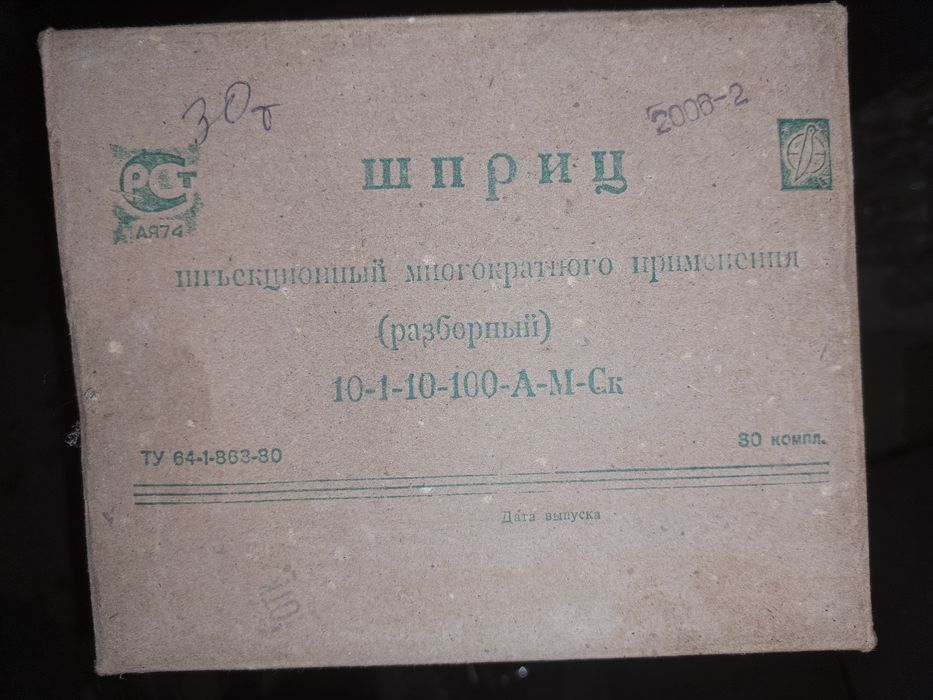 30т
2006-2
РСТ
АЯ74
шприц
инъекционный многократного применения
(разборный)
10-1-10-100-А-М-Ск
ТУ 64-1-863-80
30 компл.
Дата выпуска